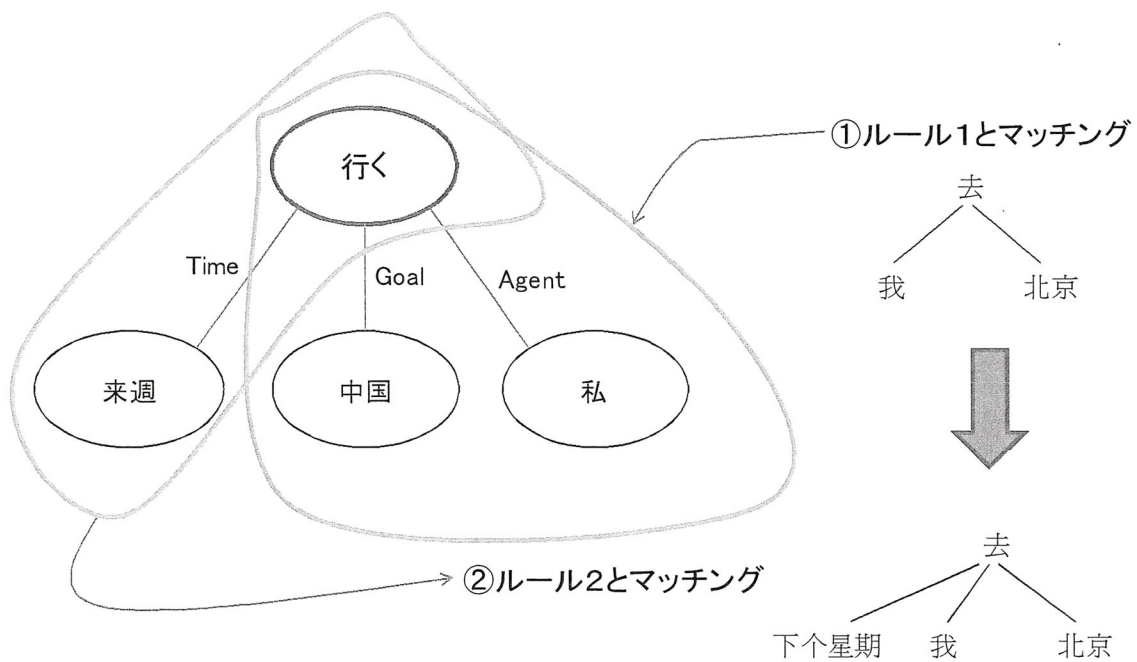 行く
Time
Goal
Agent
来週
中国
私
①ルール1とマッチング
去
我
北京
②ルール2とマッチング
去
下个星期
我
北京